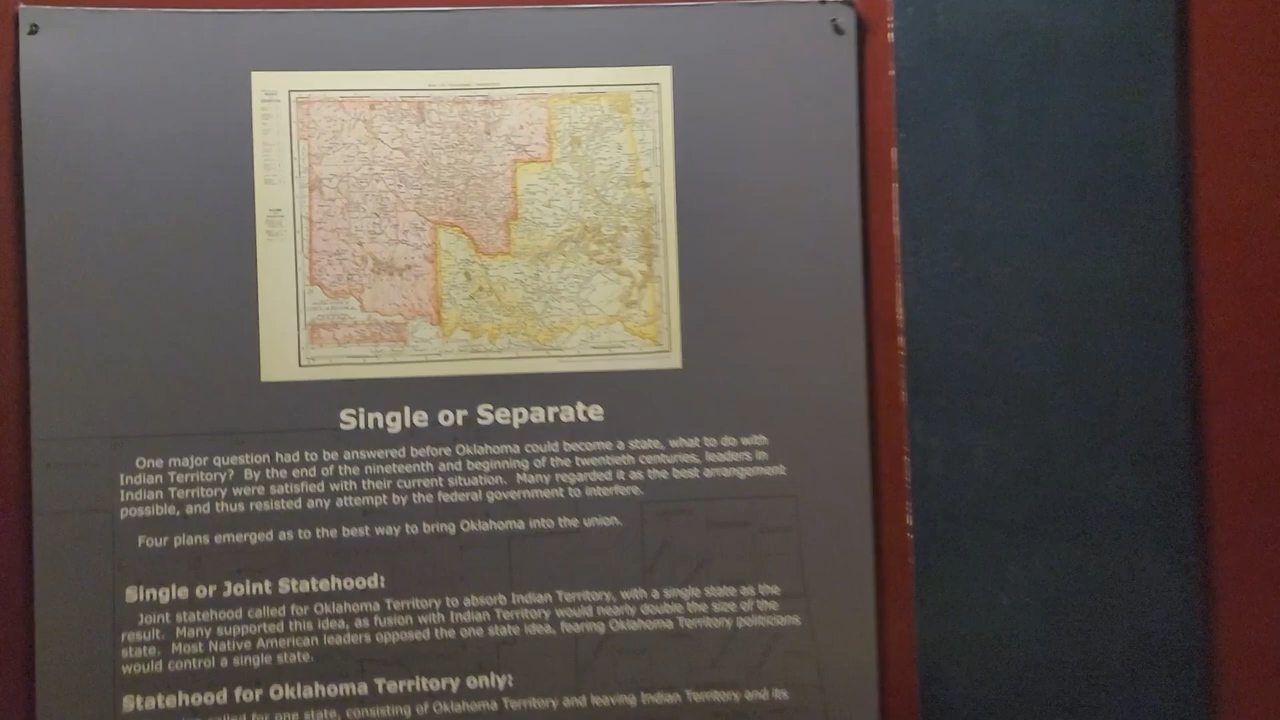 Single or Separate
One major question had to be answered before Oklahoma could become a state, what to do with
Indian Territory? By the end of the nineteenth and beginning of the twentieth centuries, leaders in
Indian Territory were satisfied with their current situation. Many regarded it as the best arrangement
possible, and thus resisted any attempt by the federal government to interfere.
Four plans emerged as to the best way to bring Oklahoma into the union.
Single or Joint Statehood:
Joint statehood called for Oklahoma Territory to absorb Indian Territory, with a single state as the
result. Many supported this idea, as fusion with Indian Territory would nearly double the size of the
state. Most Native American leaders opposed the one state idea, fearing Oklahoma Territory politicians
would control a single state.
Statehood for Oklahoma Territory only:
called for one state, consisting of Oklahoma Territory and leaving Indian Territory and its